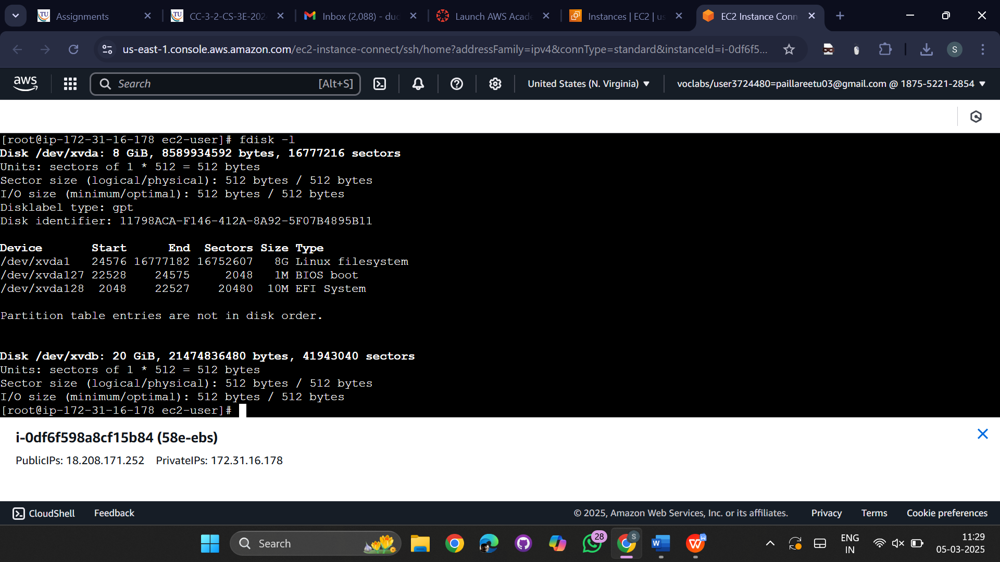 Assignments
CC-3-2-CS-3E-202
Inbox (2,088) - dud
Launch AWS Acade
Instances | EC2 | us
EC2 Instance Conn
us-east-1.console.aws.amazon.com/ec2-instance-connect/ssh/home?addressFamily=ipv4&connType=standard&instanceId=i-0df6f5...
S
aws
Search
[Alt+S]
United States (N. Virginia)
voclabs/user3724480=paillareetu03@gmail.com @ 1875-5221-2854
[root@ip-172-31-16-178 ec2-user]# fdisk -l
Disk /dev/xvda: 8 GiB, 8589934592 bytes, 16777216 sectors
Units: sectors of 1 * 512 = 512 bytes
Sector size (logical/physical): 512 bytes / 512 bytes
I/O size (minimum/optimal): 512 bytes / 512 bytes
Disklabel type: gpt
Disk identifier: 11798ACA-F146-412A-8A92-5F07B4895B11
Device Start End Sectors Size Type
/dev/xvda1 24576 16777182 16752607 8G Linux filesystem
/dev/xvda127 22528 24575 2048 1M BIOS boot
/dev/xvda128 2048 22527 20480 10M EFI System
Partition table entries are not in disk order.
Disk /dev/xvdb: 20 GiB, 21474836480 bytes, 41943040 sectors
Units: sectors of 1 * 512 = 512 bytes
Sector size (logical/physical): 512 bytes / 512 bytes
I/O size (minimum/optimal): 512 bytes / 512 bytes
[root@ip-172-31-16-178 ec2-user]#
i-0df6f598a8cf15b84 (58e-ebs)
PublicIPs: 18.208.171.252 PrivateIPs: 172.31.16.178
CloudShell
Feedback
© 2025, Amazon Web Services, Inc. or its affiliates.
Privacy
Terms
Cookie preferences
Search
28
S
ENG
IN
11:29
05-03-2025